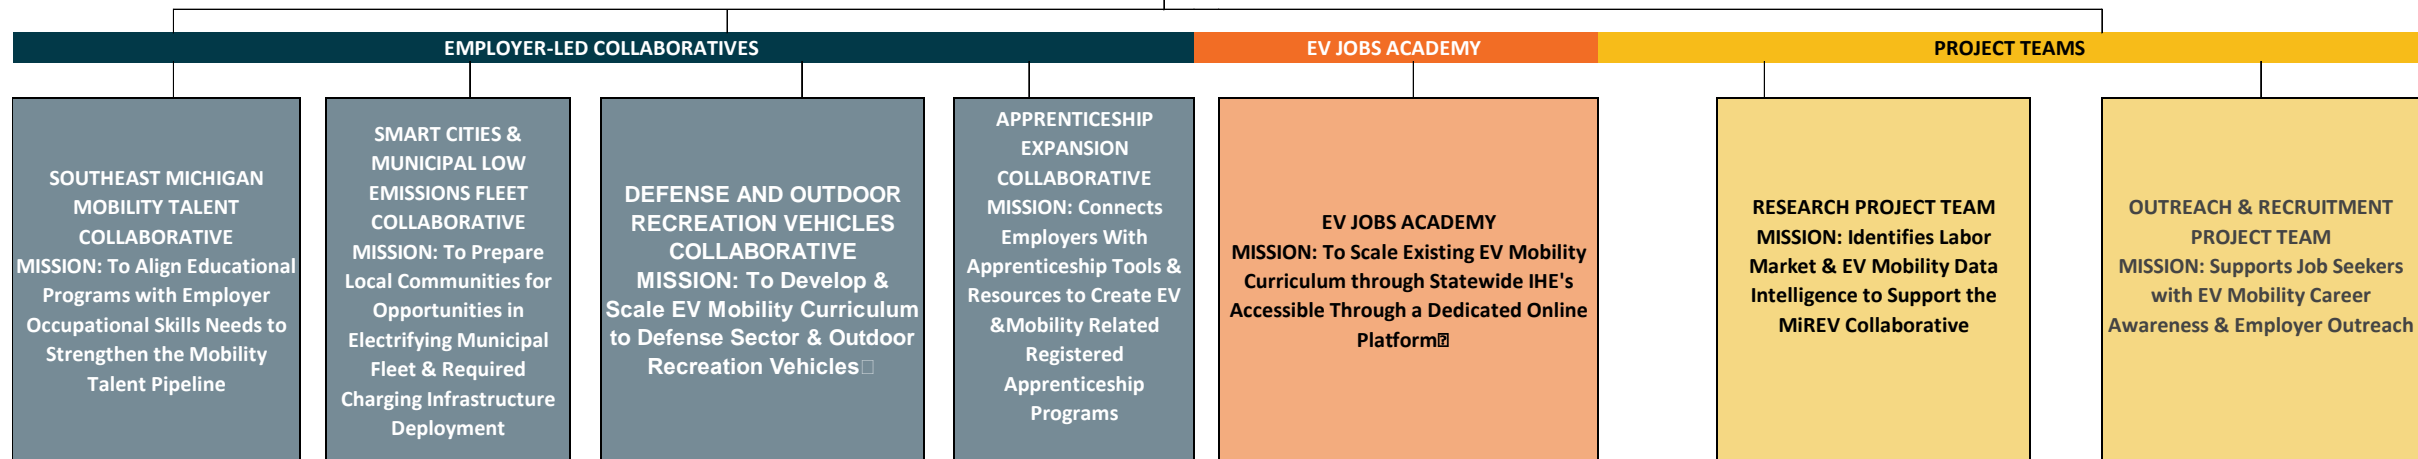 EMPLOYER-LED COLLABORATIVES
EV JOBS ACADEMY
PROJECT TEAMS
SOUTHEAST MICHIGAN
MOBILITY TALENT
COLLABORATIVE
MISSION: To Align Educational
Programs with Employer
Occupational Skills Needs to
Strengthen the Mobility
Talent Pipeline
SMART CITIES &
MUNICIPAL LOW
EMISSIONS FLEET
COLLABORATIVE
MISSION: To Prepare
Local Communities for
Opportunities in
Electrifying Municipal
Fleet & Required
Charging Infrastructure
Deployment
DEFENSE AND OUTDOOR
RECREATION VEHICLES
COLLABORATIVE
MISSION: To Develop &
Scale EV Mobility Curriculum
to Defense Sector & Outdoor
Recreation Vehicles
APPRENTICESHIP
EXPANSION
COLLABORATIVE
MISSION: Connects
Employers With
Apprenticeship Tools &
Resources to Create EV
&Mobility Related
Registered
Apprenticeship
Programs
EV JOBS ACADEMY
MISSION: To Scale Existing EV Mobility
Curriculum through Statewide IHE's
Accessible Through a Dedicated Online
Platform
RESEARCH PROJECT TEAM
MISSION: Identifies Labor
Market & EV Mobility Data
Intelligence to Support the
MiREV Collaborative
OUTREACH & RECRUITMENT
PROJECT TEAM
MISSION: Supports Job Seekers
with EV Mobility Career
Awareness & Employer Outreach